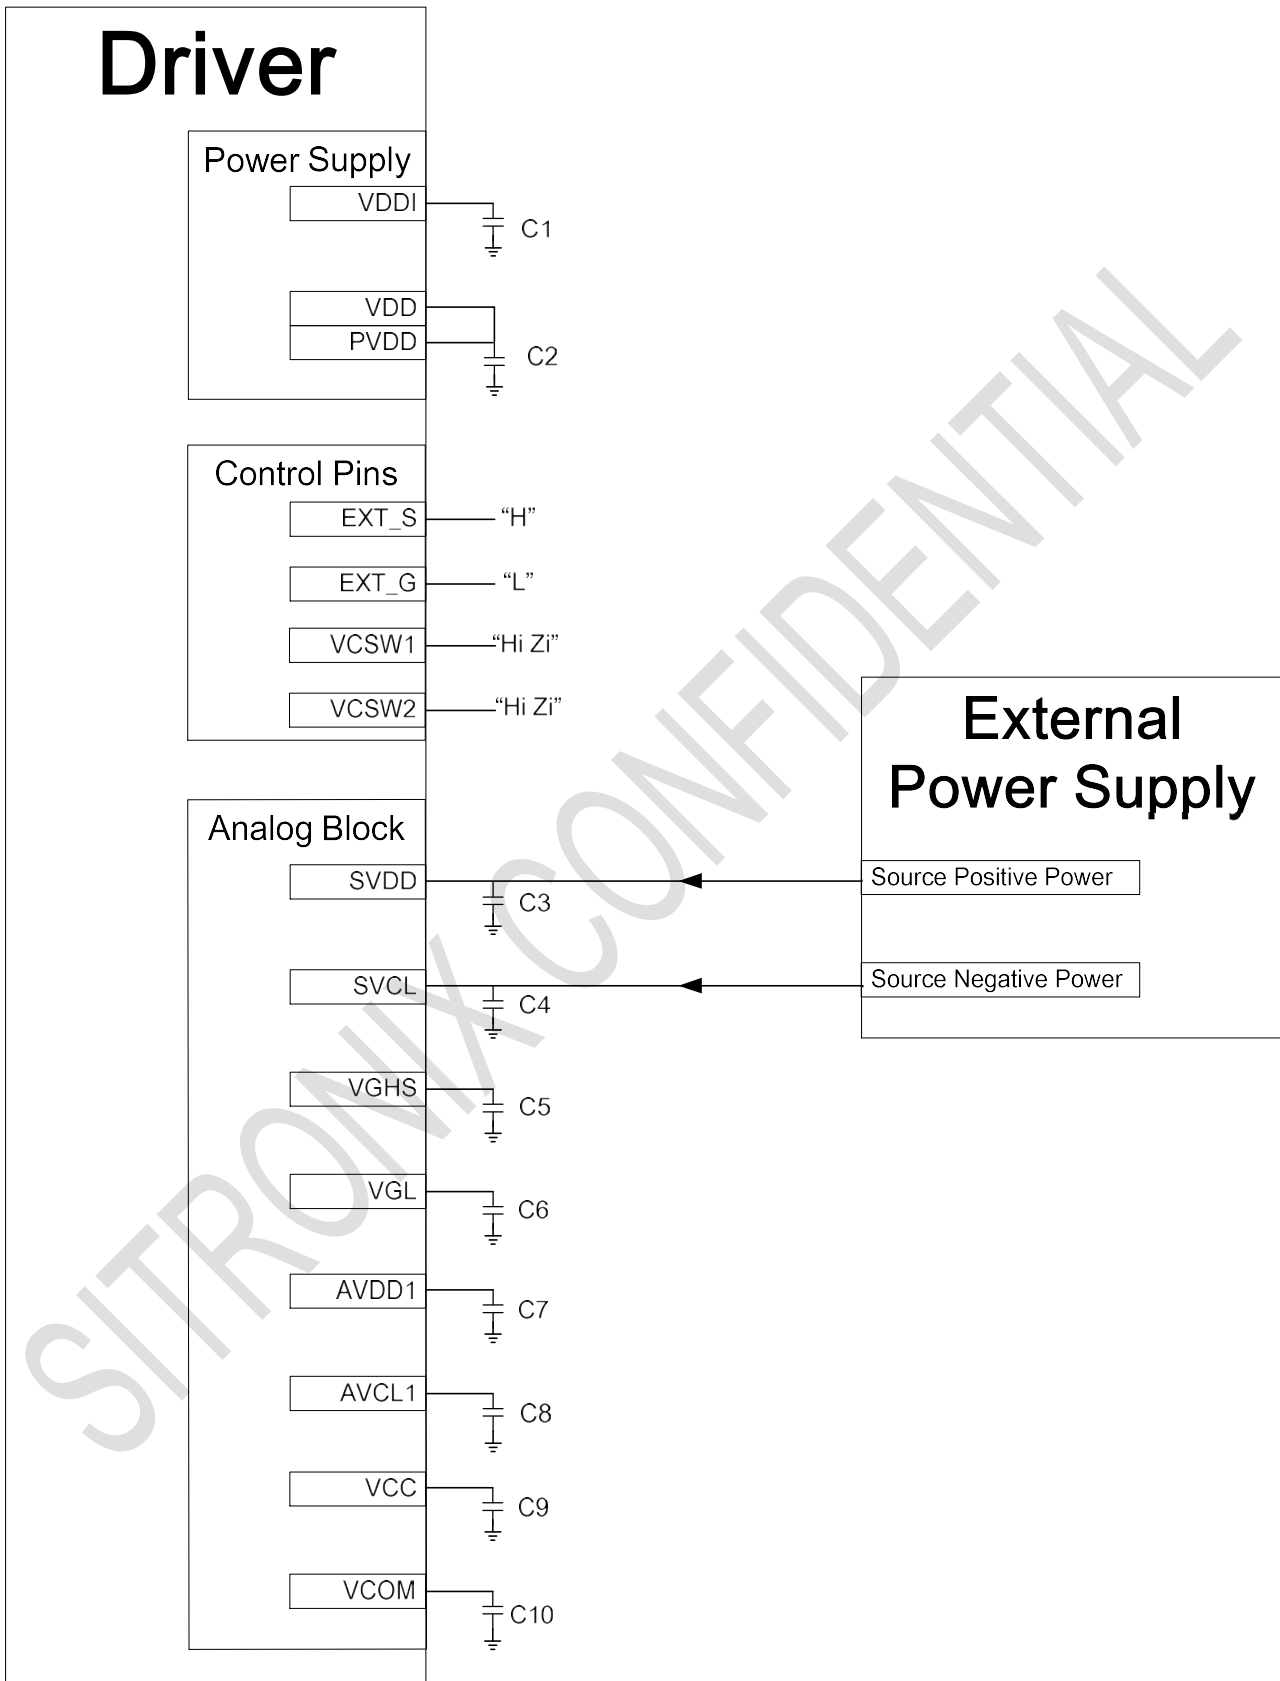 Driver
Power Supply
VDDI
C1
VDD
PVDD
C2
Control Pins
EXT_S
“H”
EXT_G
“L”
VCSW1
“Hi Zi”
VCSW2
“Hi Zi”
External
Power Supply
Analog Block
SVDD
C3
Source Positive Power
SVCL
C4
Source Negative Power
VGHS
C5
VGL
C6
AVDD1
C7
AVCL1
C8
VCC
C9
VCOM
C10
SITRONIX CONFIDENTIAL